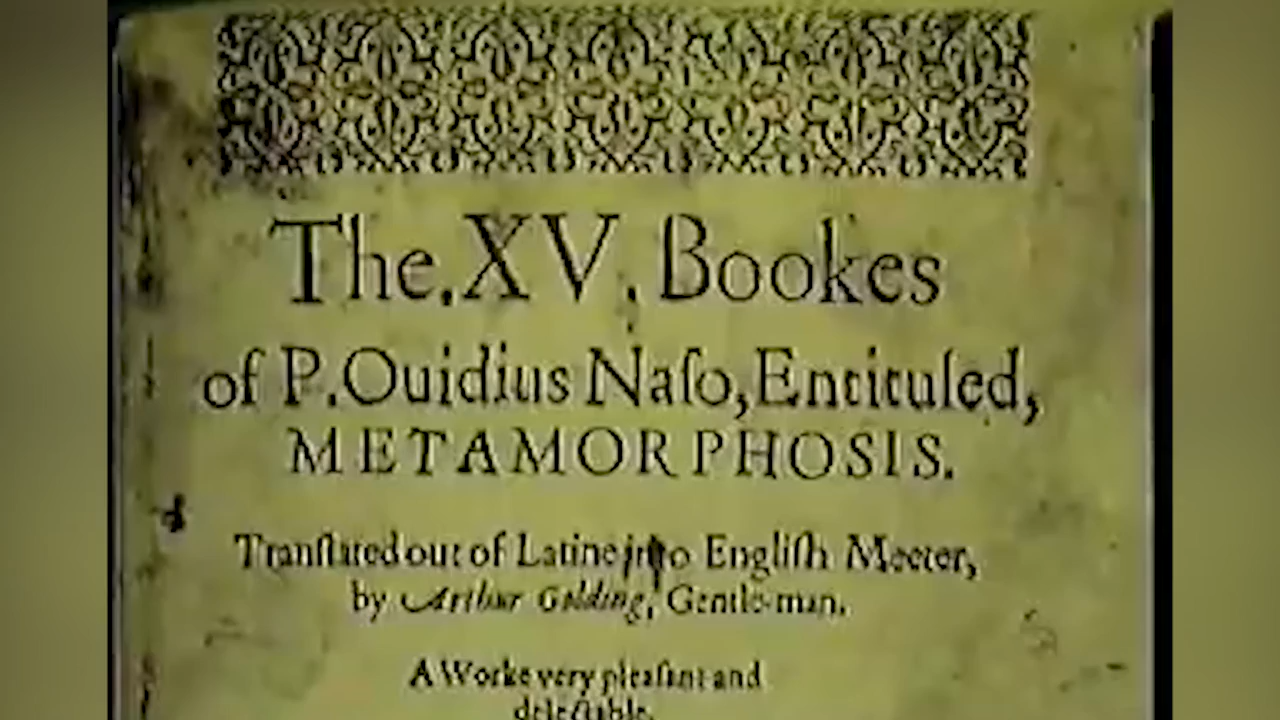 The.XV. Bookes
of P.Ouidius Naſo, Entituled,
METAMORPHOSIS.
Tranſlated out of Latine into Engliſh Meeter,
by Arthur Golding, Gentle-man.
A Worke very pleaſant and
delectable.